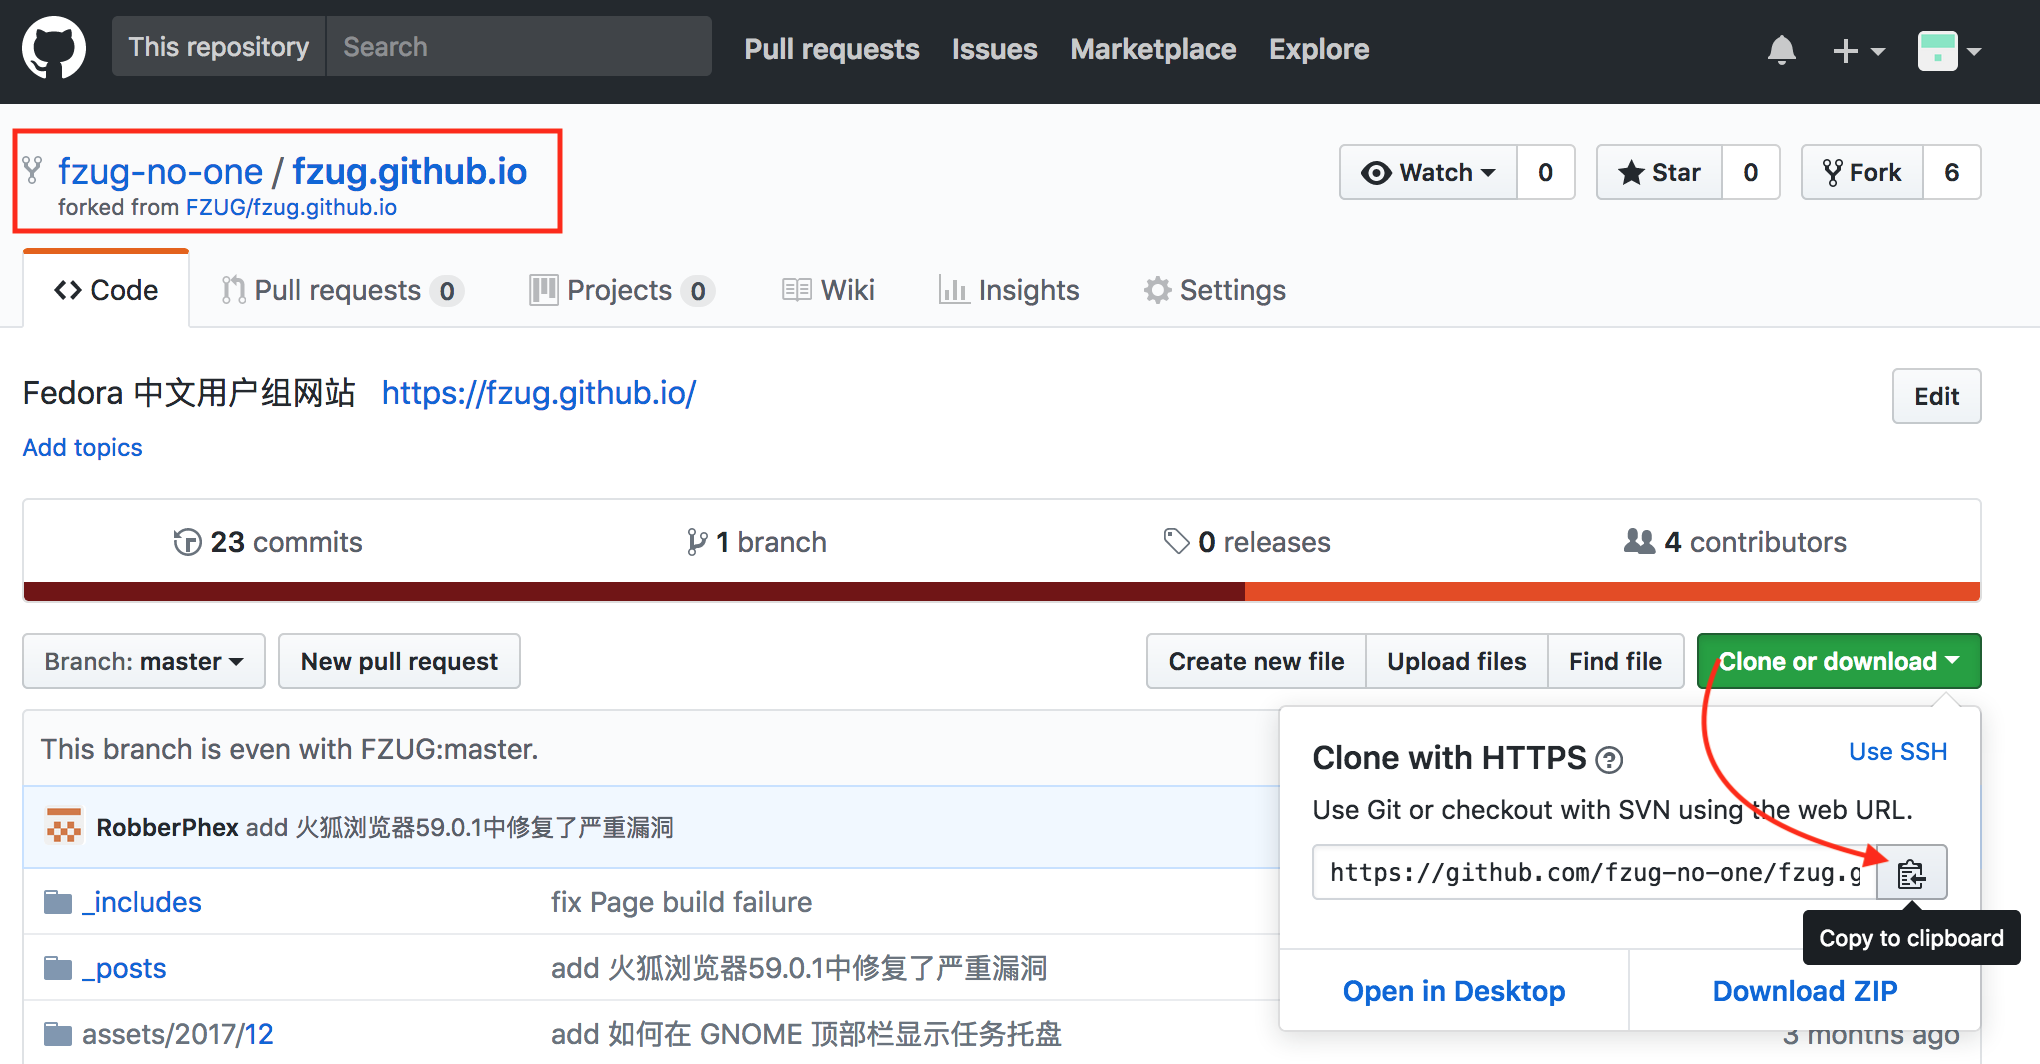 This repository Search Pull requests Issues Marketplace Explore
fzug-no-one / fzug.github.io
forked from FZUG/fzug.github.io
Watch 0 Star 0 Fork 6
Code Pull requests 0 Projects 0 Wiki Insights Settings
Fedora 中文用户组网站 https://fzug.github.io/
Edit
Add topics
23 commits 1 branch 0 releases 4 contributors
Branch: master New pull request Create new file Upload files Find file Clone or download
This branch is even with FZUG:master.
RobberPhex add 火狐浏览器59.0.1中修复了严重漏洞
_includes fix Page build failure
_posts add 火狐浏览器59.0.1中修复了严重漏洞
assets/2017/12 add 如何在 GNOME 顶部栏显示任务托盘 3 months ago
Clone with HTTPS Use SSH
Use Git or checkout with SVN using the web URL.
https://github.com/fzug-no-one/fzug.g
Copy to clipboard
Open in Desktop Download ZIP